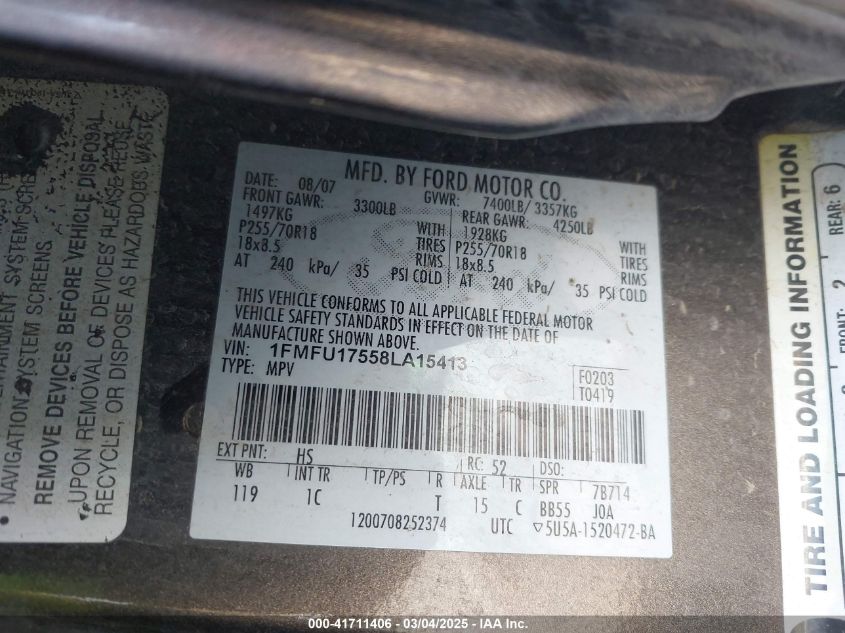 MFD. BY FORD MOTOR CO.
DATE: 08/07 GVWR: 7400LB/ 3357KG
FRONT GAWR: 3300LB REAR GAWR: 4250LB
1497KG WITH 1928KG WITH
P255/70R18 TIRES P255/70R18 TIRES
18x8.5 RIMS 18x8.5 RIMS
AT 240 kPa/ 35 PSI COLD AT 240 kPa/ 35 PSI COLD
THIS VEHICLE CONFORMS TO ALL APPLICABLE FEDERAL MOTOR
VEHICLE SAFETY STANDARDS IN EFFECT ON THE DATE OF
MANUFACTURE SHOWN ABOVE.
VIN: 1FMFU17558LA15413
TYPE: MPV
F0203
T0419
EXT PNT: HS RC: 52 DSO:
WB INT TR TP/PS R AXLE TR SPR 7B714
119 1C T 15 C BB55 J0A
1200708252374 UTC ▽5U5A-1520472-BA
SYSTEM SCREENS
• NAVIGATION SYSTEM SCREENS.
REMOVE DEVICES BEFORE VEHICLE DISPOSAL
UPON REMOVAL OF DEVICES PLEASE REUSE,
RECYCLE, OR DISPOSE AS HAZARDOUS WASTE
TIRE AND LOADING INFORMATION
FRONT: 2 REAR: 6
000-41711406 - 03/04/2025 - IAA Inc.